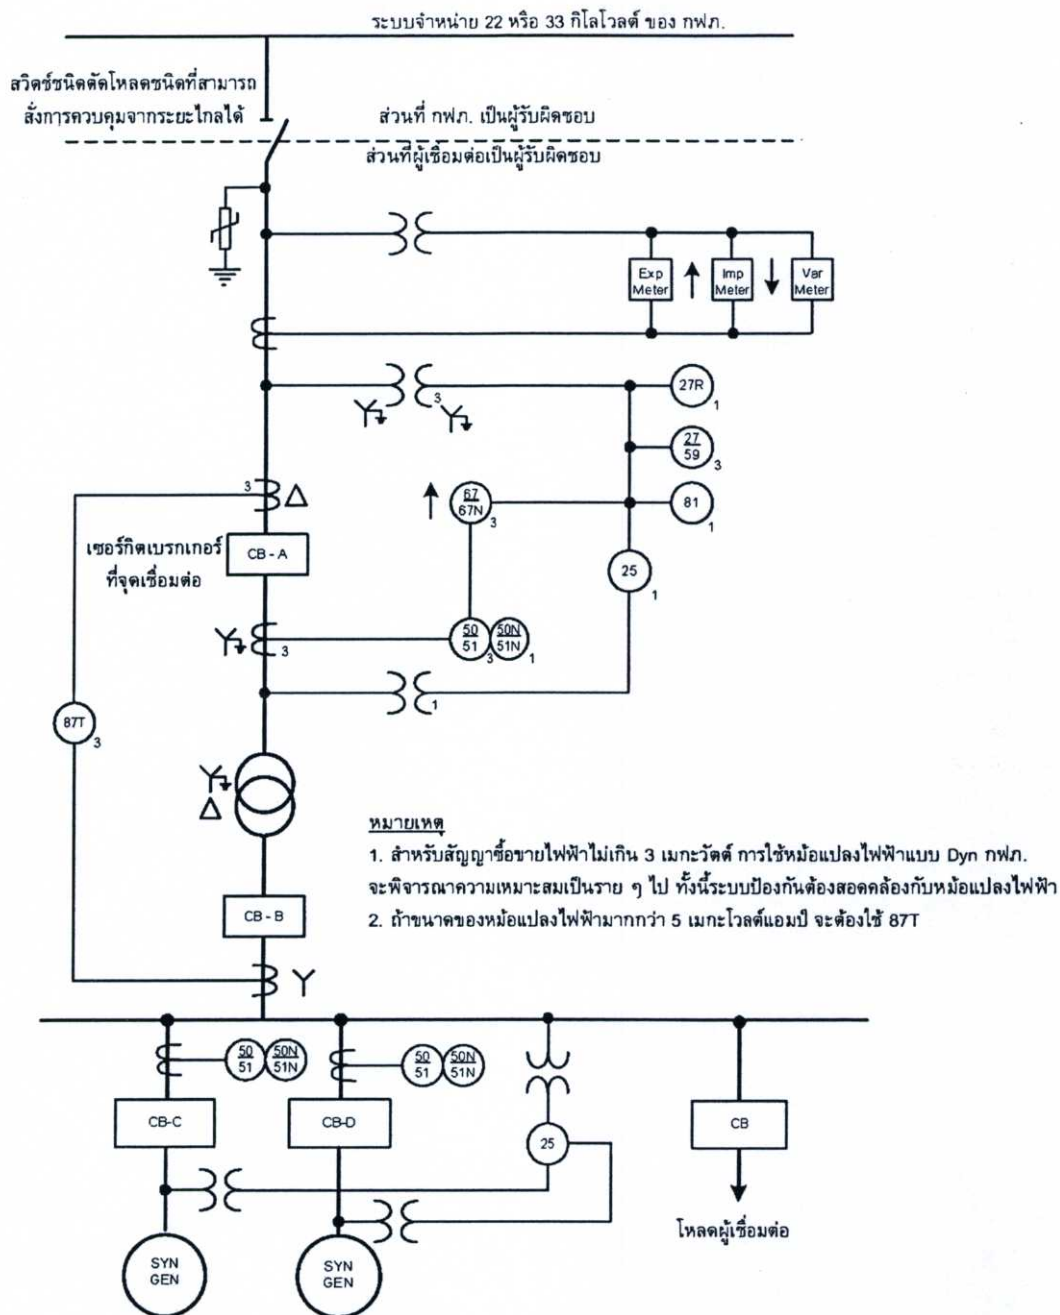 ระบบจำหน่าย 22 หรือ 33 กิโลโวลต์ ของ กฟภ.
สวิตช์ชนิดตัดโหลดชนิดที่สามารถ
สั่งการควบคุมจากระยะไกลได้
ส่วนที่ กฟภ. เป็นผู้รับผิดชอบ
ส่วนที่ผู้เชื่อมต่อเป็นผู้รับผิดชอบ
Exp
Meter
Imp
Meter
Var
Meter
3
27R
1
27
59
3
3
67
67N
3
81
1
เซอร์กิตเบรกเกอร์
ที่จุดเชื่อมต่อ
CB - A
25
1
3
50
51
3
50N
51N
1
1
87T
3
หมายเหตุ
1. สำหรับสัญญาซื้อขายไฟฟ้าไม่เกิน 3 เมกะวัตต์ การใช้หม้อแปลงไฟฟ้าแบบ Dyn กฟภ.
จะพิจารณาความเหมาะสมเป็นราย ๆ ไป ทั้งนี้ระบบป้องกันต้องสอดคล้องกับหม้อแปลงไฟฟ้า
2. ถ้าขนาดของหม้อแปลงไฟฟ้ามากกว่า 5 เมกะโวลต์แอมป์ จะต้องใช้ 87T
CB - B
50
51
50N
51N
50
51
50N
51N
CB-C
CB-D
25
CB
โหลดผู้เชื่อมต่อ
SYN
GEN
SYN
GEN